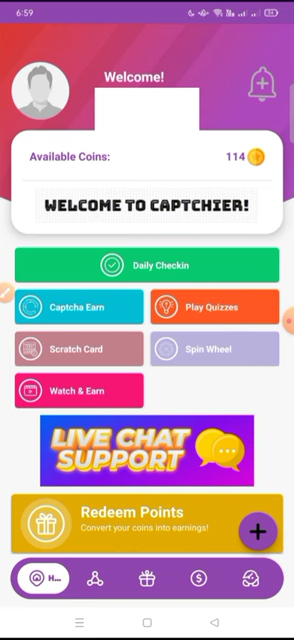 6:59
Welcome!
Available Coins:
114
WELCOME TO CAPTCHIER!
Daily Checkin
Captcha Earn
Play Quizzes
Scratch Card
Spin Wheel
Watch & Earn
LIVE CHAT
SUPPORT
Redeem Points
Convert your coins into earnings!
H...